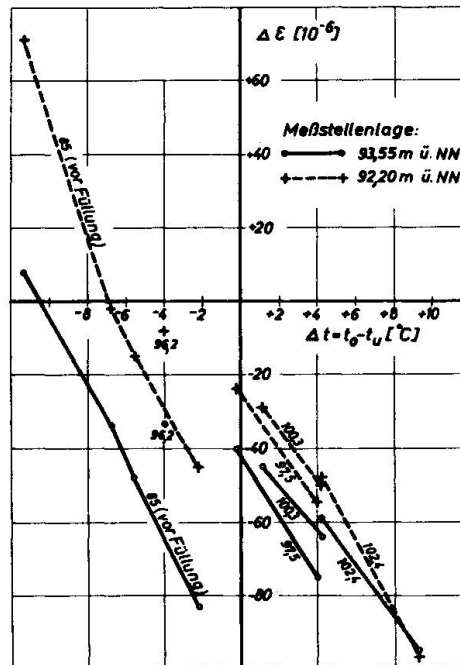 Δ ε [10⁻⁶]
+60
Meßstellenlage:
93,55 m ü. NN
92,20 m ü. NN
+40
+20
85 (vor Füllung)
-8 -6 -4 -2 +2 +4 +6 +8 +10
96,2
Δt = to - tu [°C]
-20
96,2
100,3
97,5
-40
85 (vor Füllung)
100,3
-60
97,5
102,4
102,4
-80